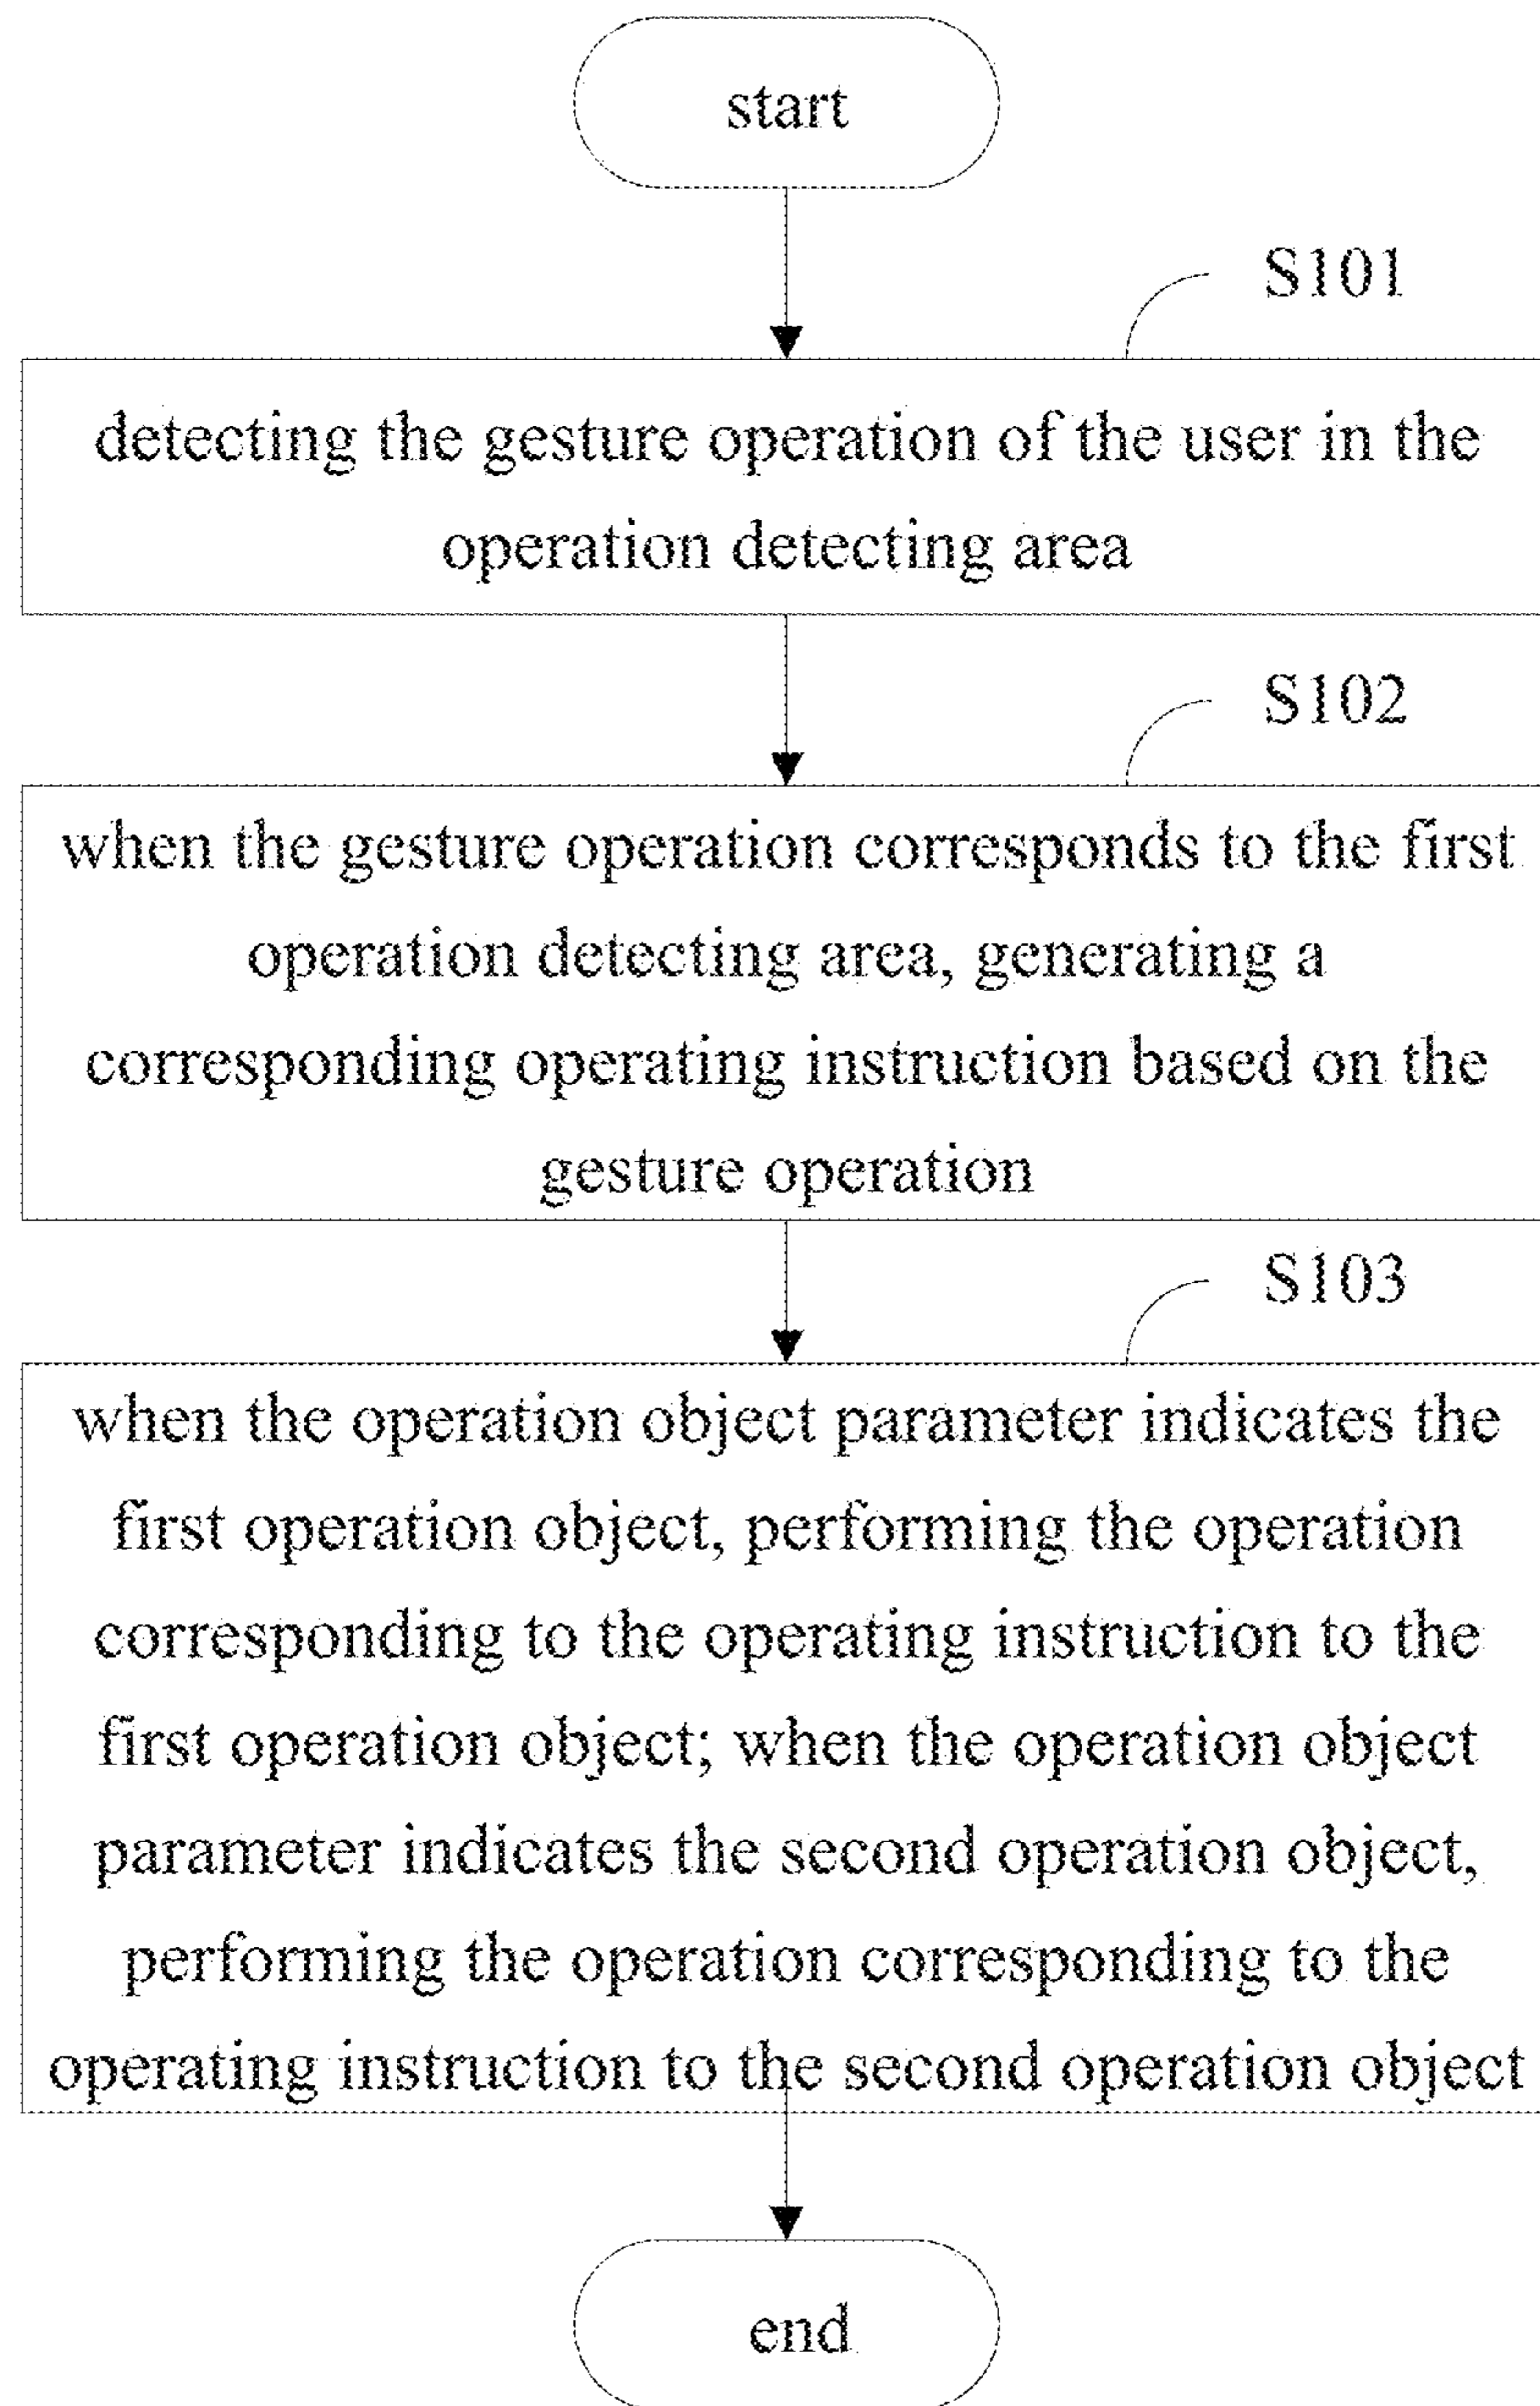 start
S101
detecting the gesture operation of the user in the
operation detecting area
S102
when the gesture operation corresponds to the first
operation detecting area, generating a
corresponding operating instruction based on the
gesture operation
S103
when the operation object parameter indicates the
first operation object, performing the operation
corresponding to the operating instruction to the
first operation object; when the operation object
parameter indicates the second operation object,
performing the operation corresponding to the
operating instruction to the second operation object
end